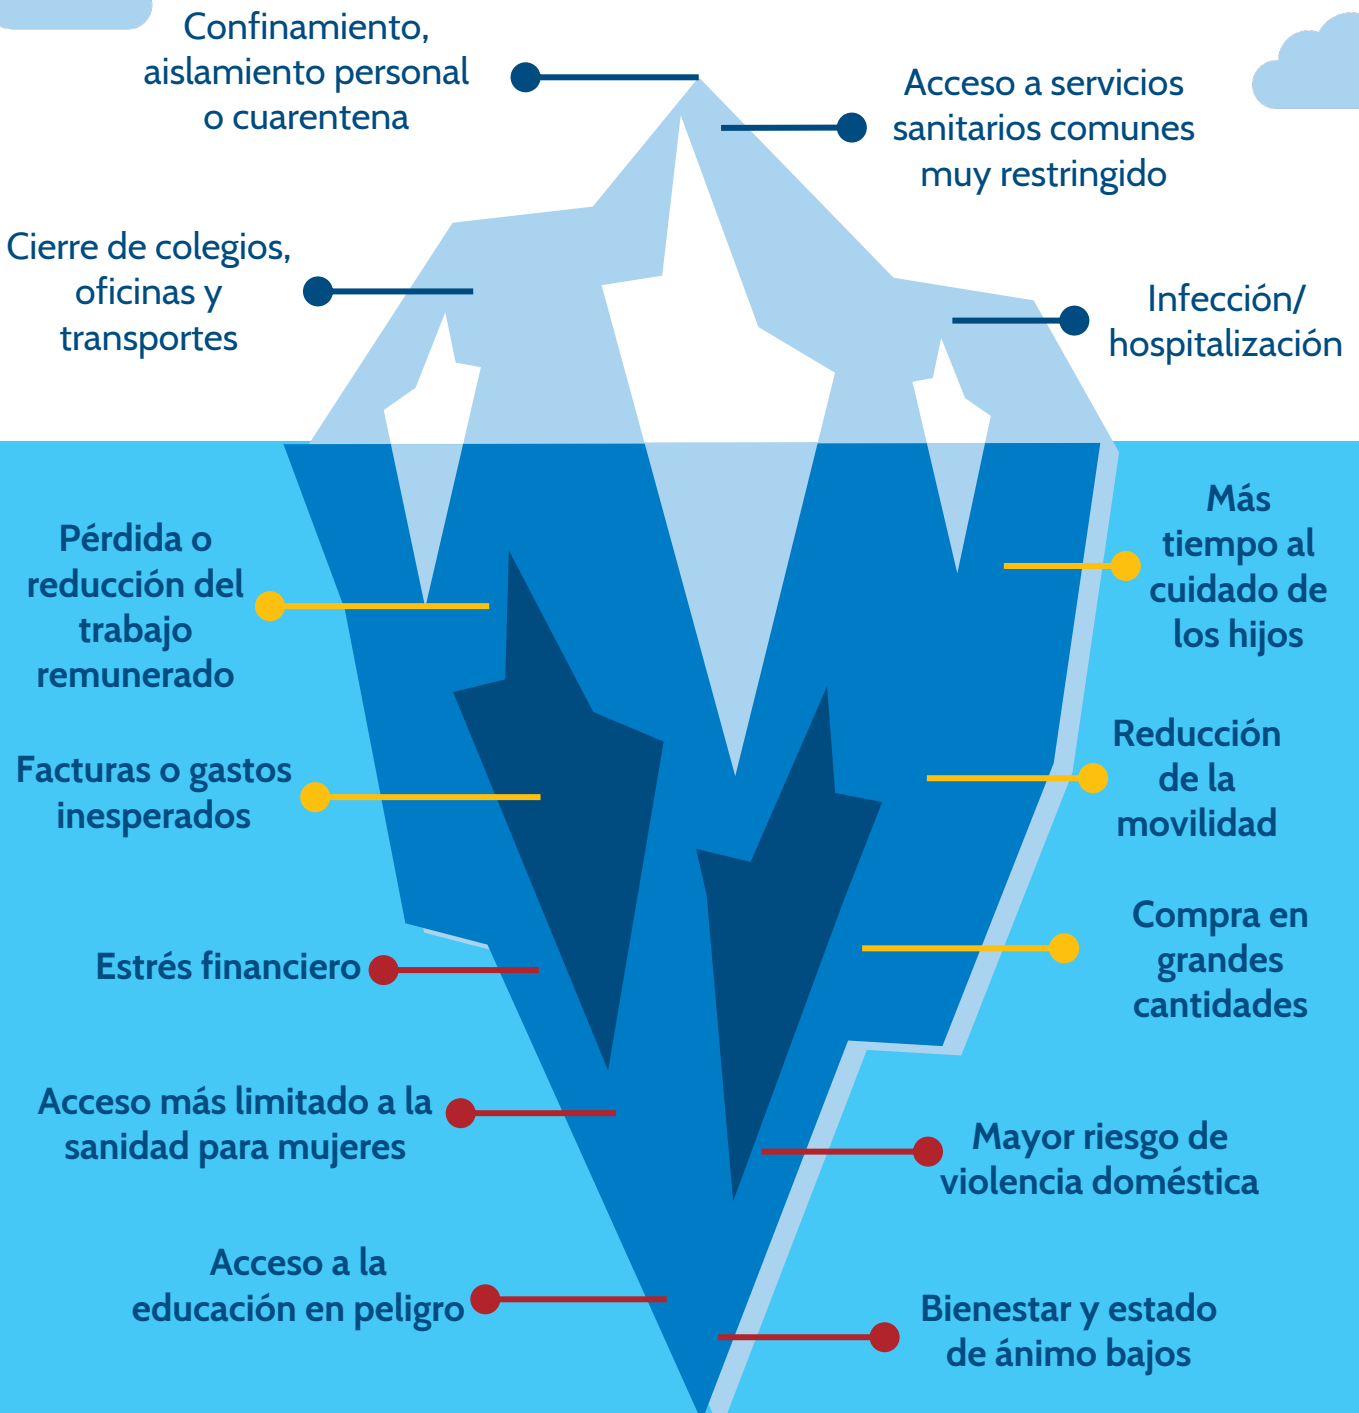 Confinamiento,
aislamiento personal
o cuarentena
Acceso a servicios
sanitarios comunes
muy restringido
Cierre de colegios,
oficinas y
transportes
Infección/
hospitalización
Pérdida o
reducción del
trabajo
remunerado
Más
tiempo al
cuidado de
los hijos
Facturas o gastos
inesperados
Reducción
de la
movilidad
Estrés financiero
Compra en
grandes
cantidades
Acceso más limitado a la
sanidad para mujeres
Mayor riesgo de
violencia doméstica
Acceso a la
educación en peligro
Bienestar y estado
de ánimo bajos